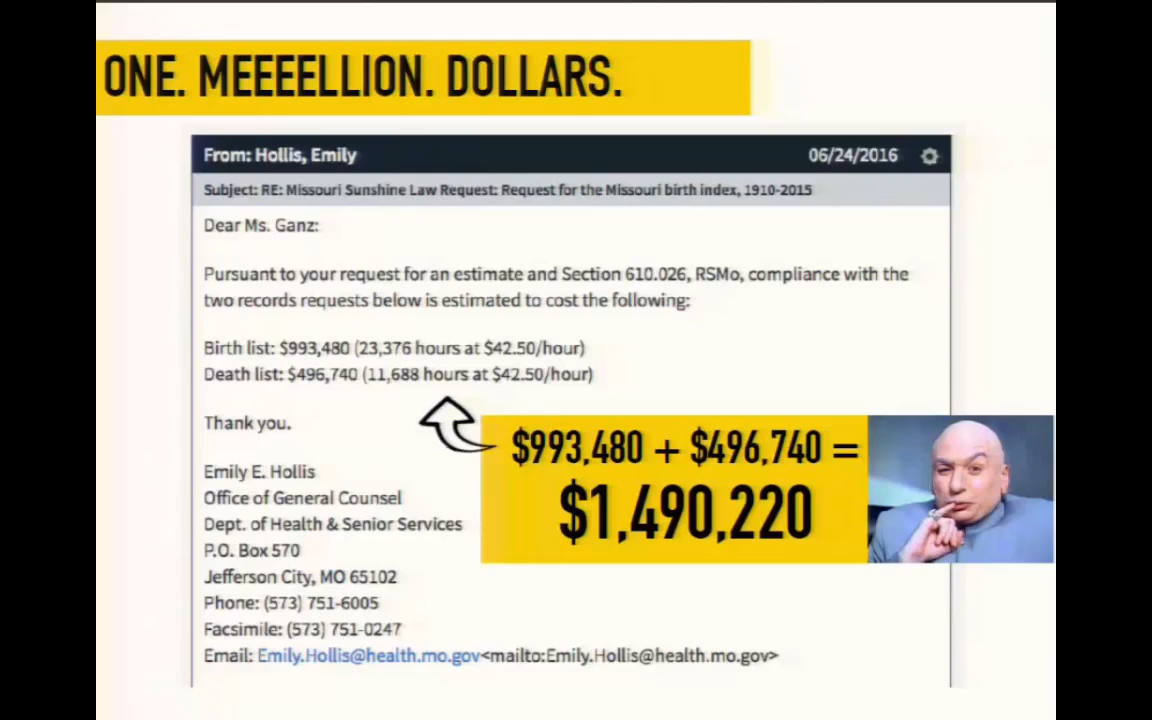 ONE. MEEEELLION. DOLLARS.
From: Hollis, Emily 06/24/2016
Subject: RE: Missouri Sunshine Law Request: Request for the Missouri birth index, 1910-2015
Dear Ms. Ganz:
Pursuant to your request for an estimate and Section 610.026, RSMo, compliance with the
two records requests below is estimated to cost the following:
Birth list: $993,480 (23,376 hours at $42.50/hour)
Death list: $496,740 (11,688 hours at $42.50/hour)
Thank you.
$993,480 + $496,740 =
$1,490,220
Emily E. Hollis
Office of General Counsel
Dept. of Health & Senior Services
P.O. Box 570
Jefferson City, MO 65102
Phone: (573) 751-6005
Facsimile: (573) 751-0247
Email: Emily.Hollis@health.mo.gov<mailto:Emily.Hollis@health.mo.gov>